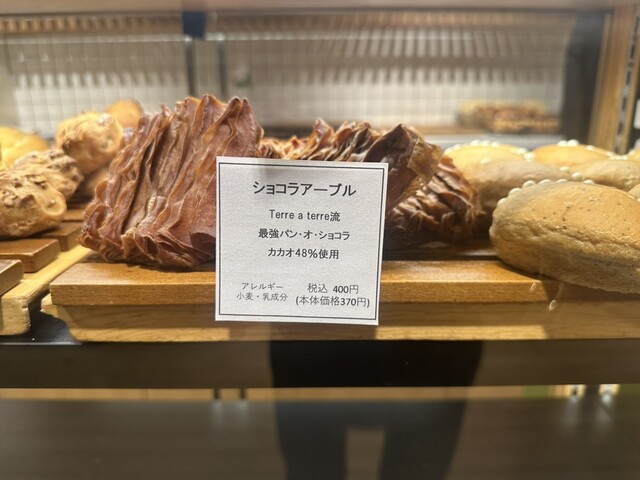 ショコラアーブル
Terre a terre流
最強パン・オ・ショコラ
カカオ48%使用
アレルギー
小麦・乳成分
税込 400円
(本体価格370円)